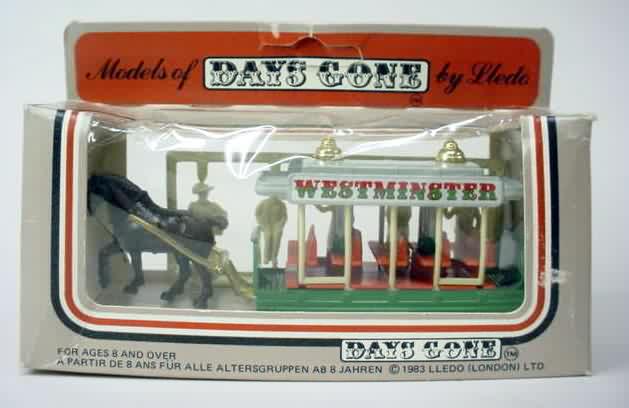 Models of DAYS GONE by Lledo
TM
WESTMINSTER
DAYS GONE TM
FOR AGES 8 AND OVER
A PARTIR DE 8 ANS FUR ALLE ALTERSGRUPPEN AB 8 JAHREN © 1983 LLEDO (LONDON) LTD